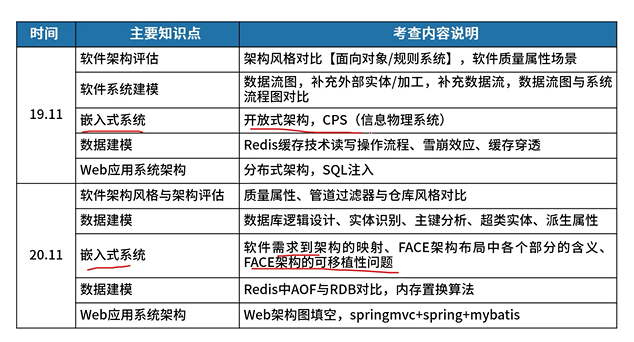 时间 主要知识点 考查内容说明
软件架构评估 架构风格对比【面向对象/规则系统】，软件质量属性场景
软件系统建模 数据流图，补充外部实体/加工，补充数据流，数据流图与系统
流程图对比
19.11
嵌入式系统 开放式架构，CPS（信息物理系统）
数据建模 Redis缓存技术读写操作流程、雪崩效应、缓存穿透
Web应用系统架构 分布式架构，SQL注入
软件架构风格与架构评估 质量属性、管道过滤器与仓库风格对比
数据建模 数据库逻辑设计、实体识别、主键分析、超类实体、派生属性
20.11
嵌入式系统 软件需求到架构的映射、FACE架构布局中各个部分的含义、
FACE架构的可移植性问题
数据建模 Redis中AOF与RDB对比，内存置换算法
Web应用系统架构 Web架构图填空，springmvc+spring+mybatis